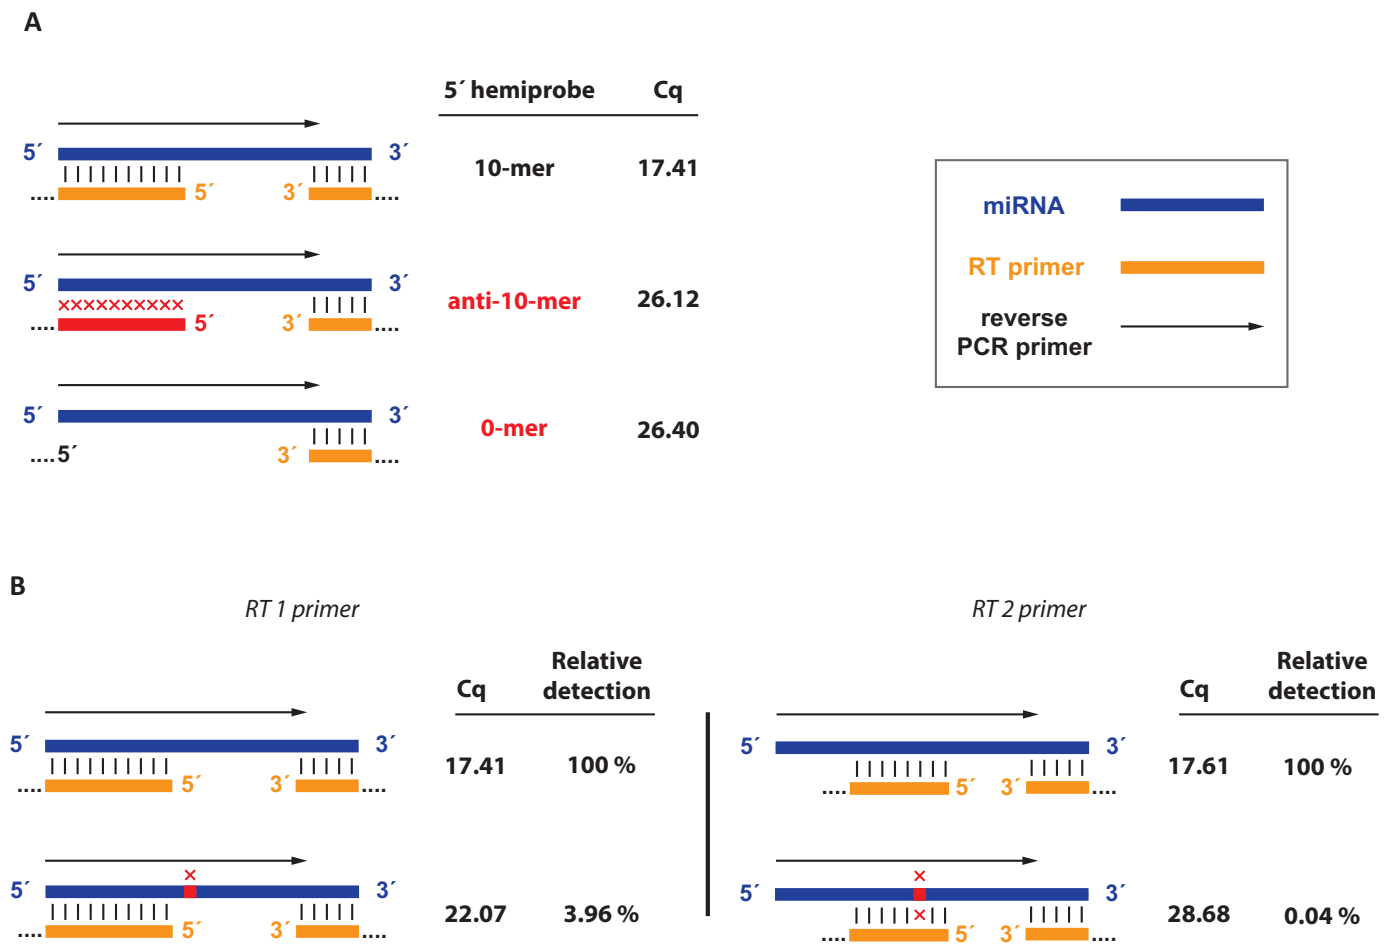 A
5´ hemiprobe Cq
5´ 3´
10-mer 17.41
.... 5´ 3´ ....
5´ 3´
anti-10-mer 26.12
.... 5´ 3´ ....
5´ 3´
0-mer 26.40
....5´ 3´ ....
miRNA
RT primer
reverse
PCR primer
B
RT 1 primer
Cq Relative
detection
5´ 3´
17.41 100 %
.... 5´ 3´ ....
5´ 3´
22.07 3.96 %
.... 5´ 3´ ....
RT 2 primer
Cq Relative
detection
5´ 3´
17.61 100 %
.... 5´ 3´ ....
5´ 3´
28.68 0.04 %
.... 5´ 3´ ....